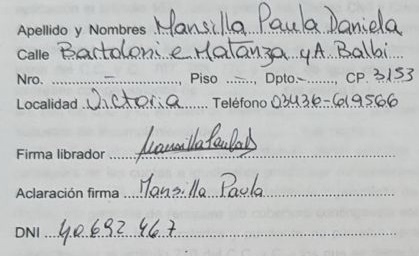 Apellido y Nombres Mansilla Paula Daniela
Calle Bartoloni e Matanza y A Balbi
Nro. - , Piso -, Dpto. -, CP. 3153
Localidad Victoria Teléfono 03436-619566
Firma librador MansillaPaulaD
Aclaración firma Mansilla Paula
DNI 40.692.467